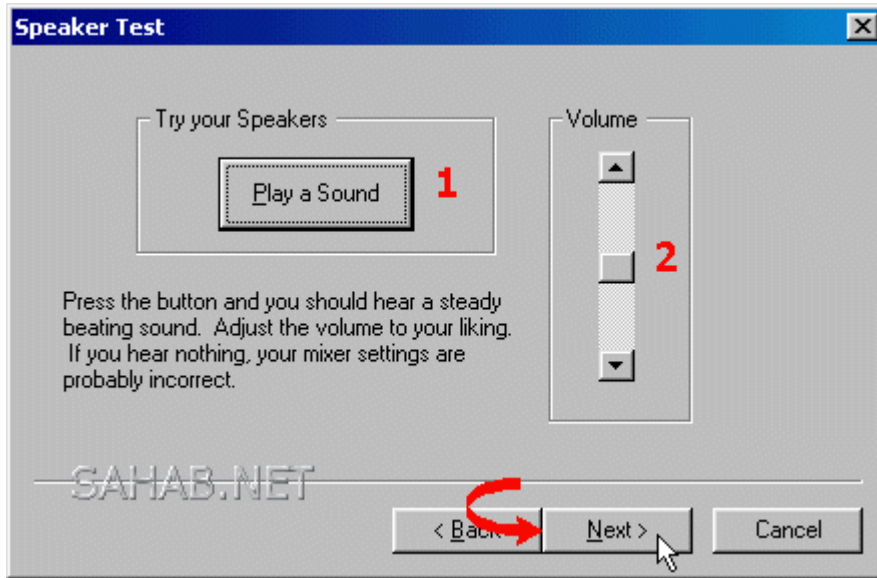 Speaker Test
Try your Speakers
Play a Sound
1
Volume
2
Press the button and you should hear a steady
beating sound.  Adjust the volume to your liking.
If you hear nothing, your mixer settings are
probably incorrect.
SAHAB.NET
< Back
Next >
Cancel